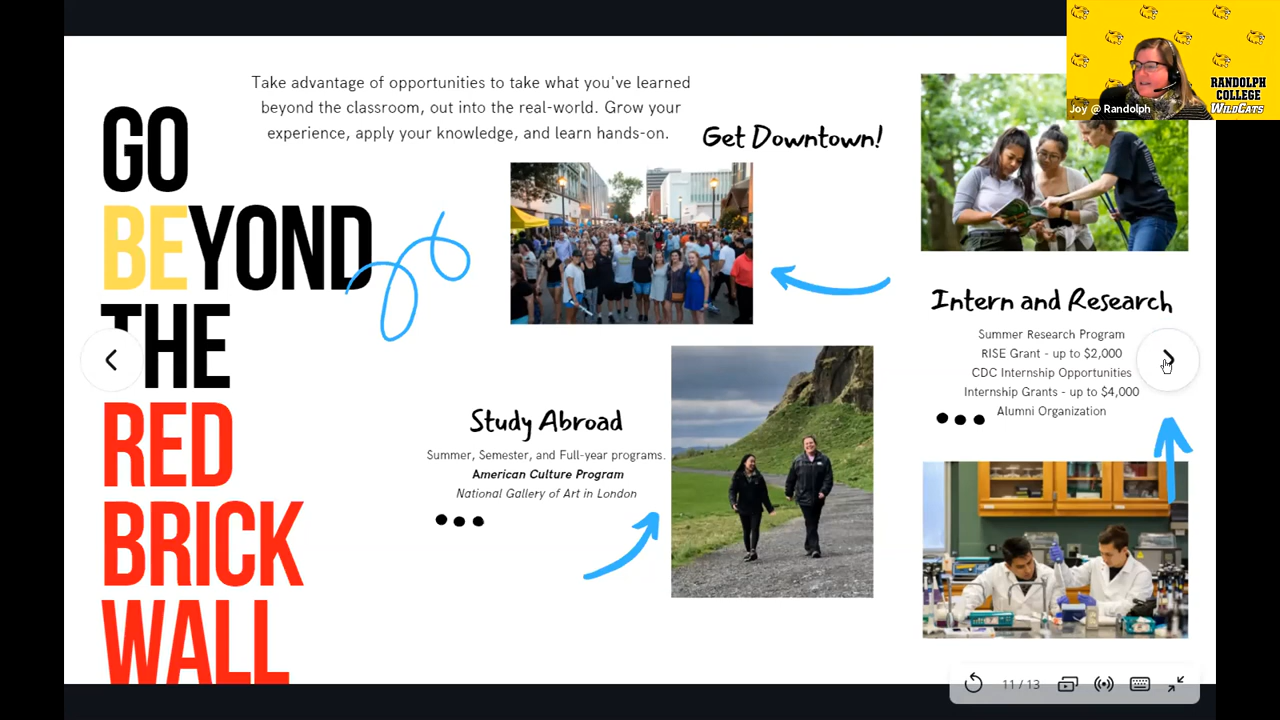 GO
BEYOND
THE
RED
BRICK
WALL
Take advantage of opportunities to take what you've learned
beyond the classroom, out into the real-world. Grow your
experience, apply your knowledge, and learn hands-on.
Get Downtown!
Study Abroad
Summer, Semester, and Full-year programs.
American Culture Program
National Gallery of Art in London
Intern and Research
Summer Research Program
RISE Grant - up to $2,000
CDC Internship Opportunities
Internship Grants - up to $4,000
Alumni Organization
Joy @ Randolph
RANDOLPH
COLLEGE
WILDCATS
11 / 13